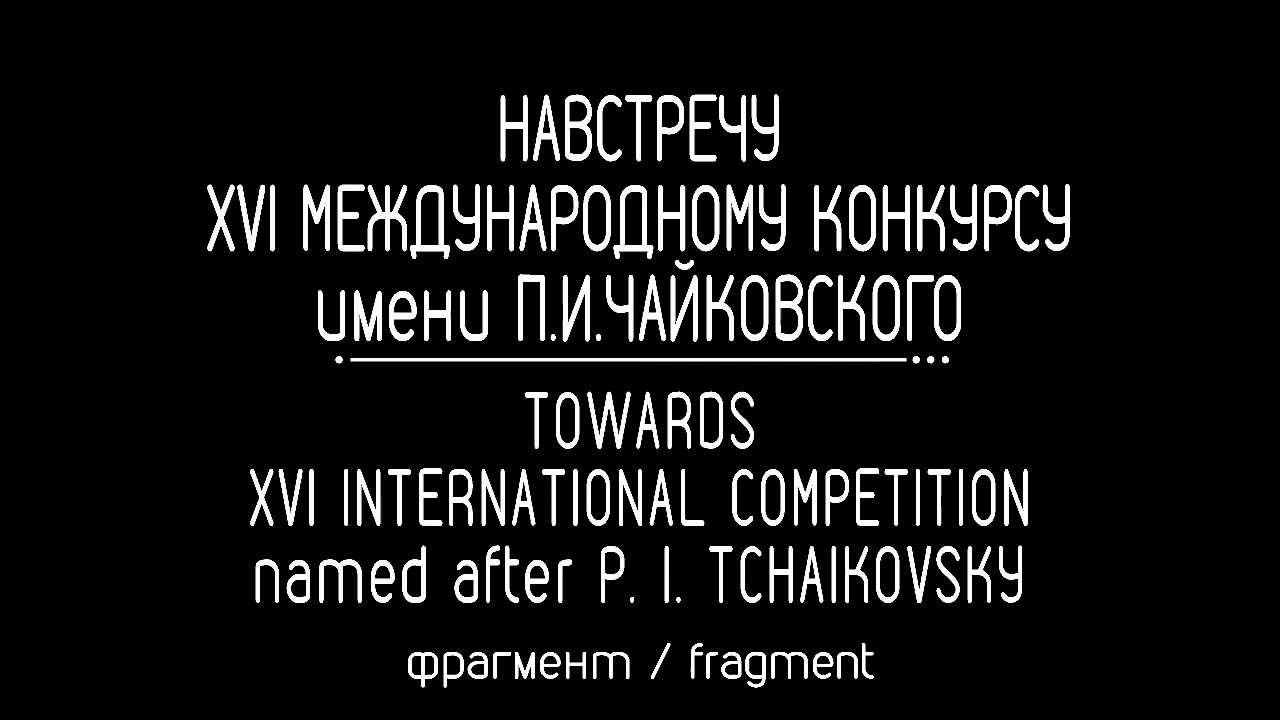 НАВСТРЕЧУ
XVI МЕЖДУНАРОДНОМУ КОНКУРСУ
имени П.И.ЧАЙКОВСКОГО
TOWARDS
XVI INTERNATIONAL COMPETITION
named after P. I. TCHAIKOVSKY
фрагмент / fragment